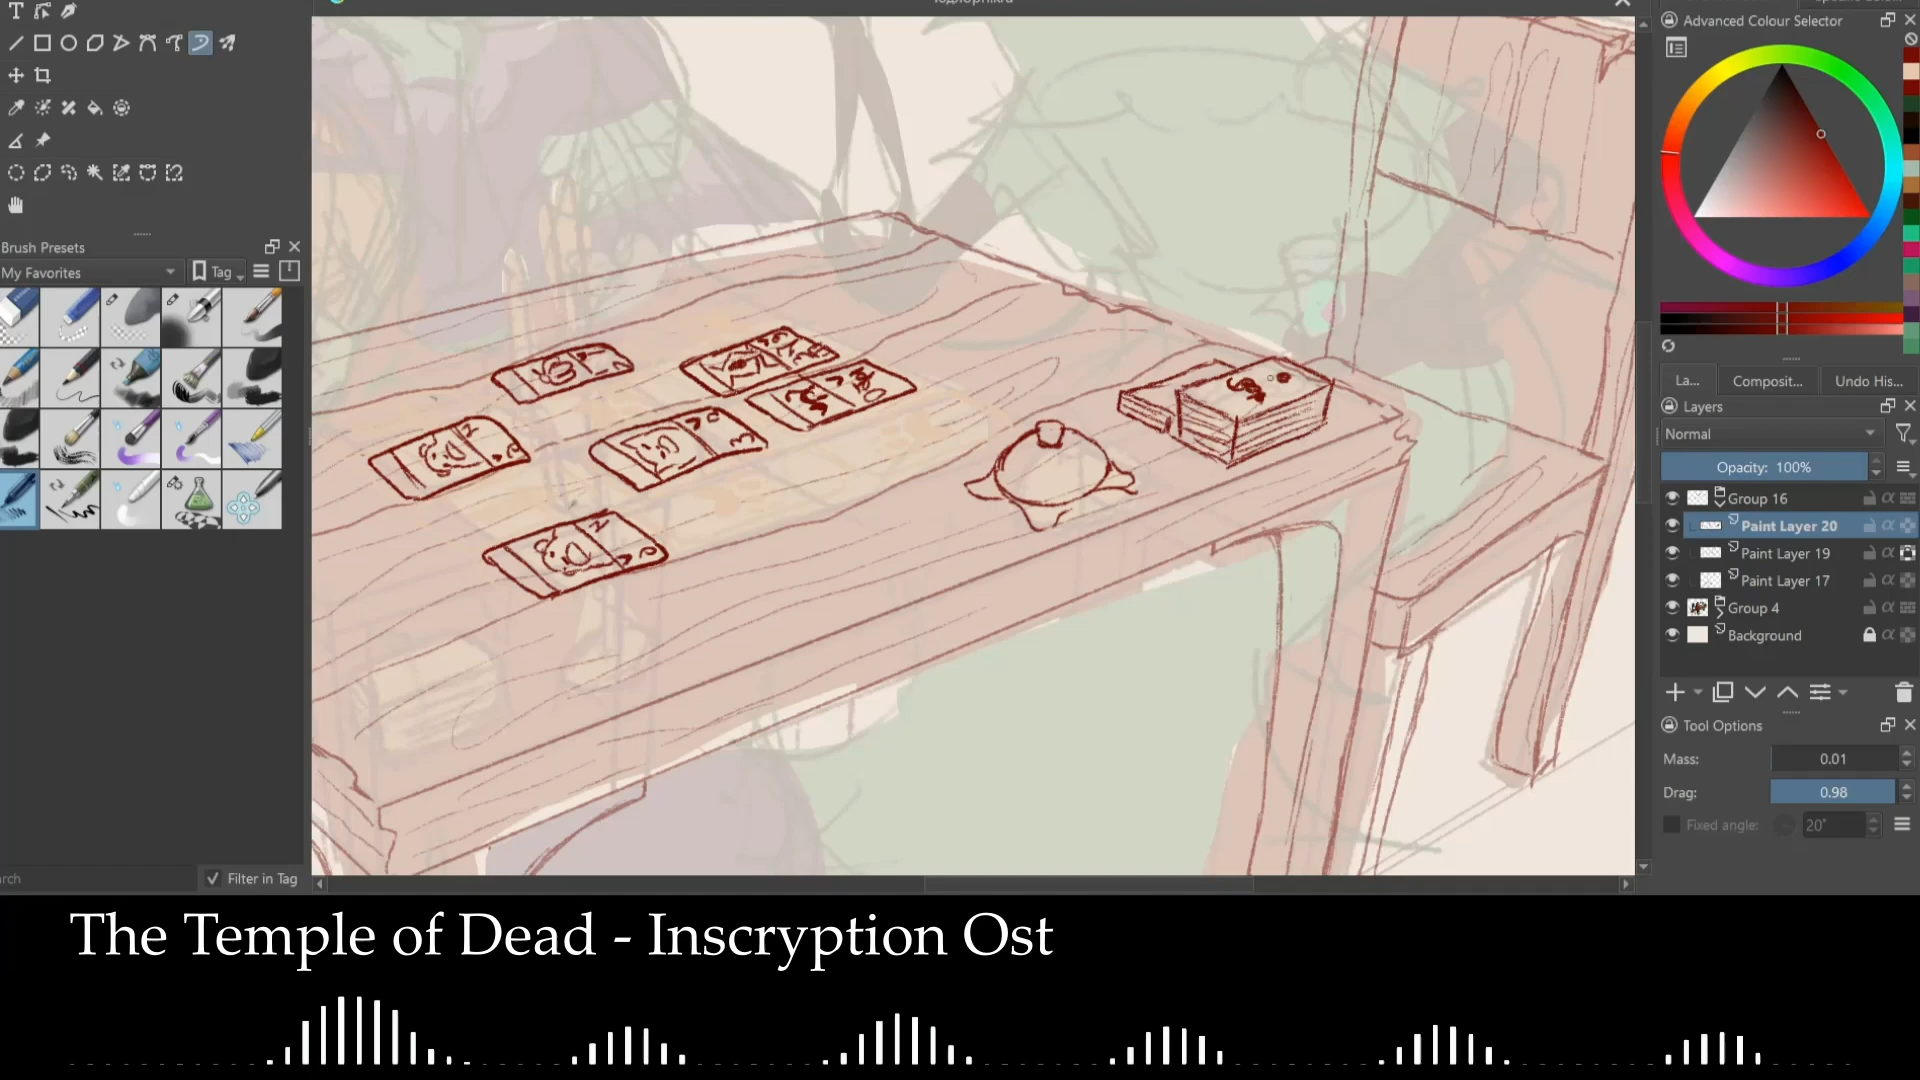 Advanced Colour Selector
Brush Presets
My Favorites
Tag
La...
Composit...
Undo His...
Layers
Normal
Opacity: 100%
Group 16
Paint Layer 20
Paint Layer 19
Paint Layer 17
Group 4
Background
Tool Options
Mass:
0.01
Drag:
0.98
Fixed angle:
20°
rch
Filter in Tag
The Temple of Dead - Inscryption Ost